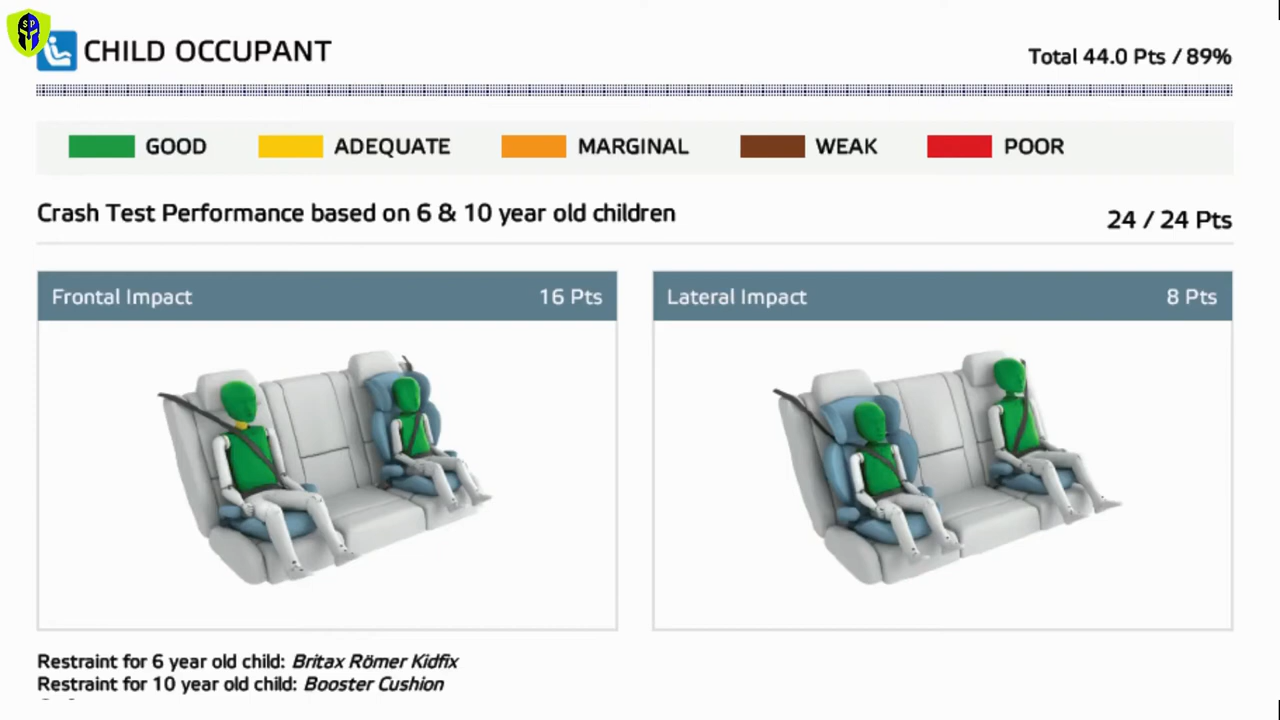 SP
CHILD OCCUPANT
Total 44.0 Pts / 89%
GOOD ADEQUATE MARGINAL WEAK POOR
Crash Test Performance based on 6 & 10 year old children
24 / 24 Pts
Frontal Impact 16 Pts
Lateral Impact 8 Pts
Restraint for 6 year old child: Britax Römer Kidfix
Restraint for 10 year old child: Booster Cushion